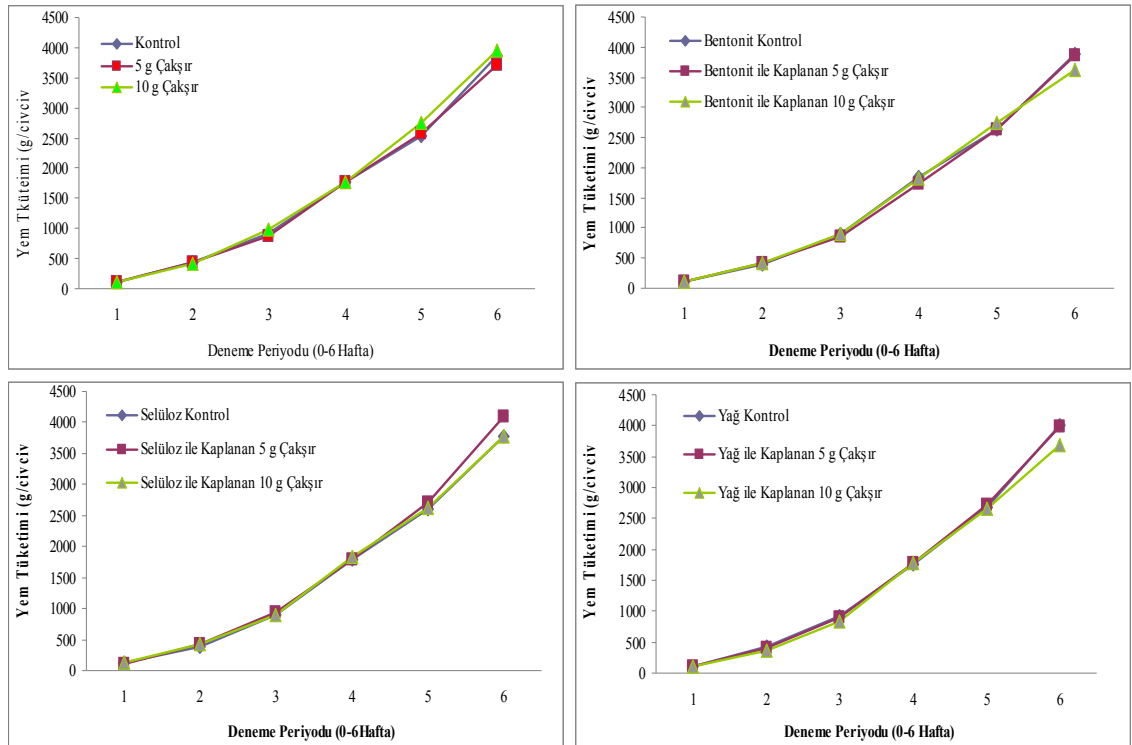 4500
4000
3500
3000
2500
2000
1500
1000
500
0
Yem Tküteimi (g/civciv)
Kontrol
5 g Çakşır
10 g Çakşır
1 2 3 4 5 6
Deneme Periyodu (0-6 Hafta)
4500
4000
3500
3000
2500
2000
1500
1000
500
0
Yem Tüketimi (g/civciv)
Bentonit Kontrol
Bentonit ile Kaplanan 5 g Çakşır
Bentonit ile Kaplanan 10 g Çakşır
1 2 3 4 5 6
Deneme Periyodu (0-6 Hafta)
4500
4000
3500
3000
2500
2000
1500
1000
500
0
Yem Tüketimi (g/civciv
Selüloz Kontrol
Selüloz ile Kaplanan 5 g Çakşır
Selüloz ile Kaplanan 10 g Çakşır
1 2 3 4 5 6
Deneme Periyodu (0-6Hafta)
4500
4000
3500
3000
2500
2000
1500
1000
500
0
Yem Tüketimi (g/civciv
Yağ Kontrol
Yağ ile Kaplanan 5 g Çakşır
Yağ ile Kaplanan 10 g Çakşır
1 2 3 4 5 6
Deneme Periyodu (0-6 Hafta)